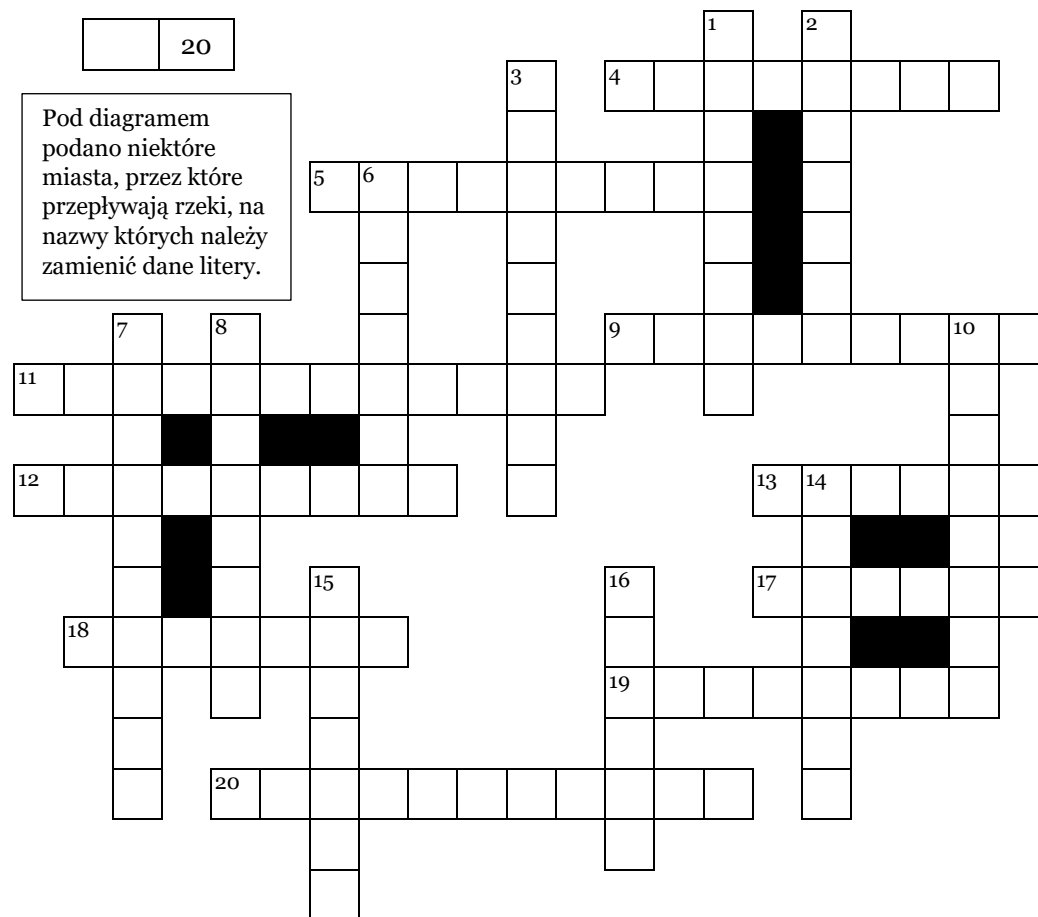 1 2
20
3 4
Pod diagramem
podano niektóre
miasta, przez które
przepływają rzeki, na
nazwy których należy
zamienić dane litery.
5 6
7 8 9 10
11
12 13 14
15 16 17
18
19
20